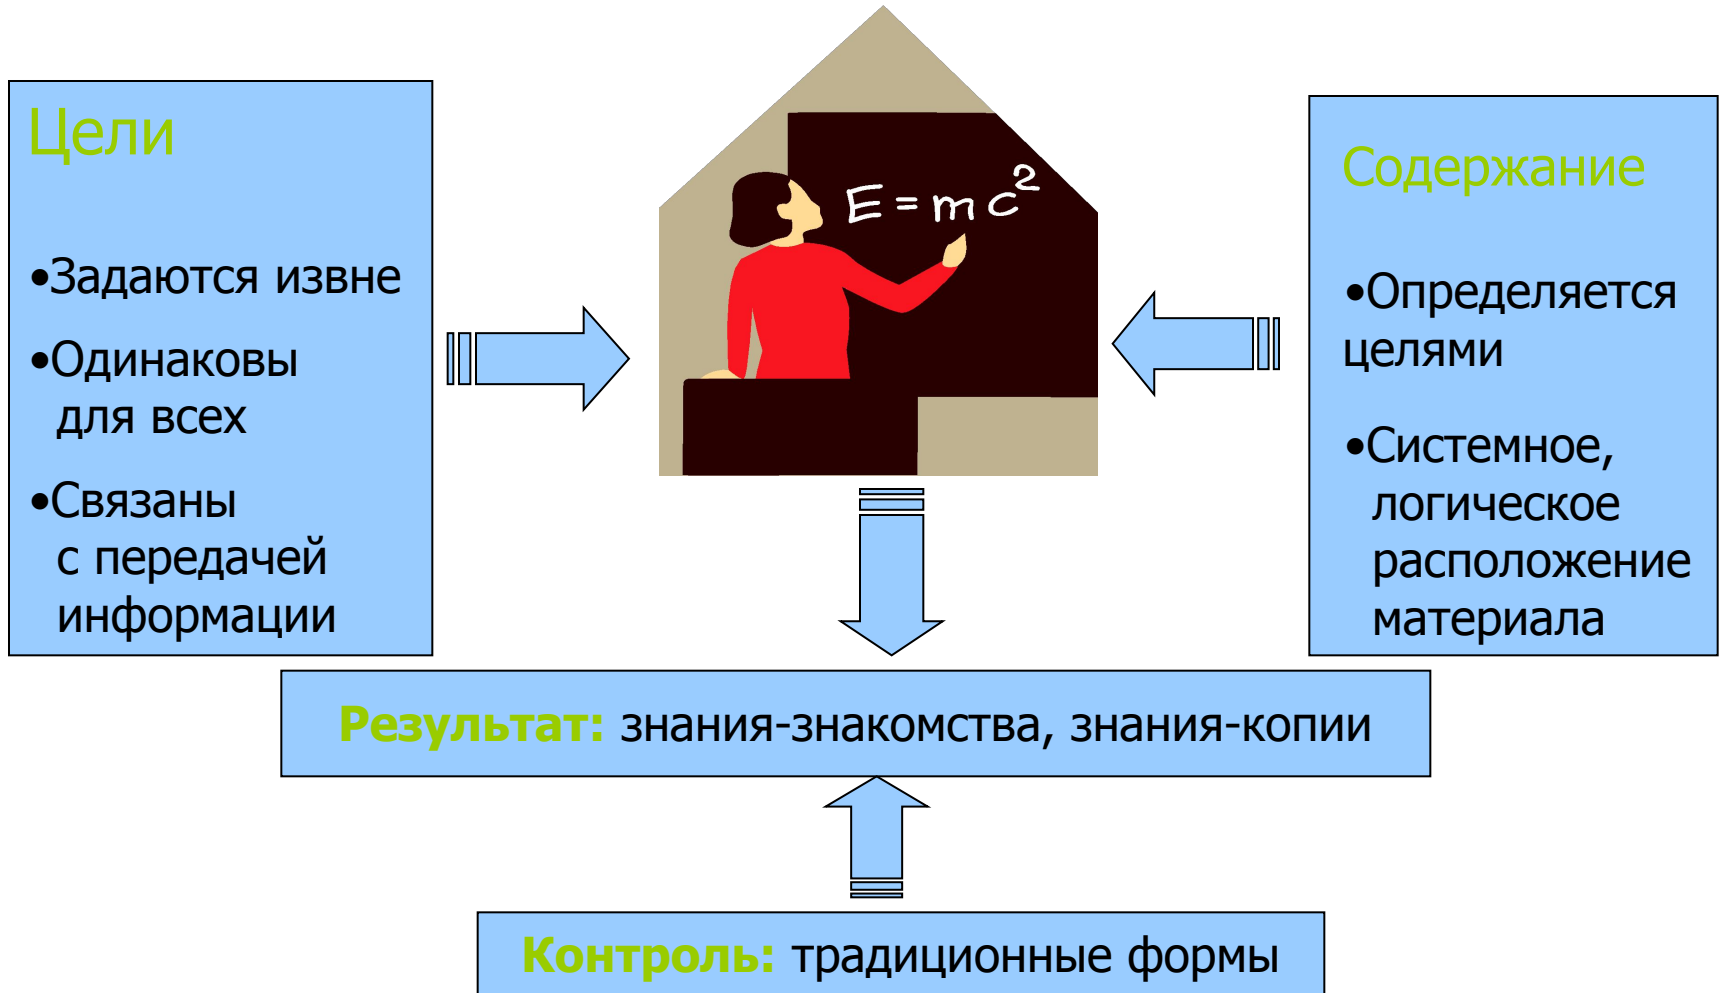 Цели
•Задаются извне
•Одинаковы
для всех
•Связаны
с передачей
информации
E = mc²
Содержание
•Определяется
целями
•Системное,
логическое
расположение
материала
Результат: знания-знакомства, знания-копии
Контроль: традиционные формы